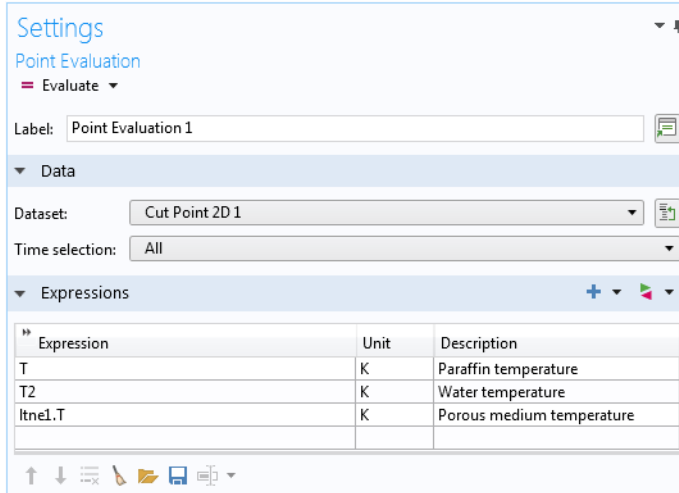 Settings
Point Evaluation
= Evaluate
Label: Point Evaluation 1
Data
Dataset: Cut Point 2D 1
Time selection: All
Expressions
Expression Unit Description
T K Paraffin temperature
T2 K Water temperature
ltne1.T K Porous medium temperature